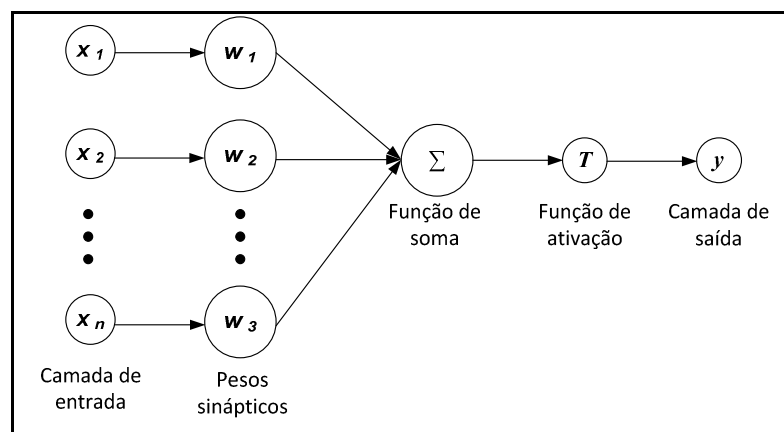 x 1
w 1
x 2
w 2
Σ
T
y
Função de
soma
Função de
ativação
Camada de
saída
x n
w 3
Camada de
entrada
Pesos
sinápticos